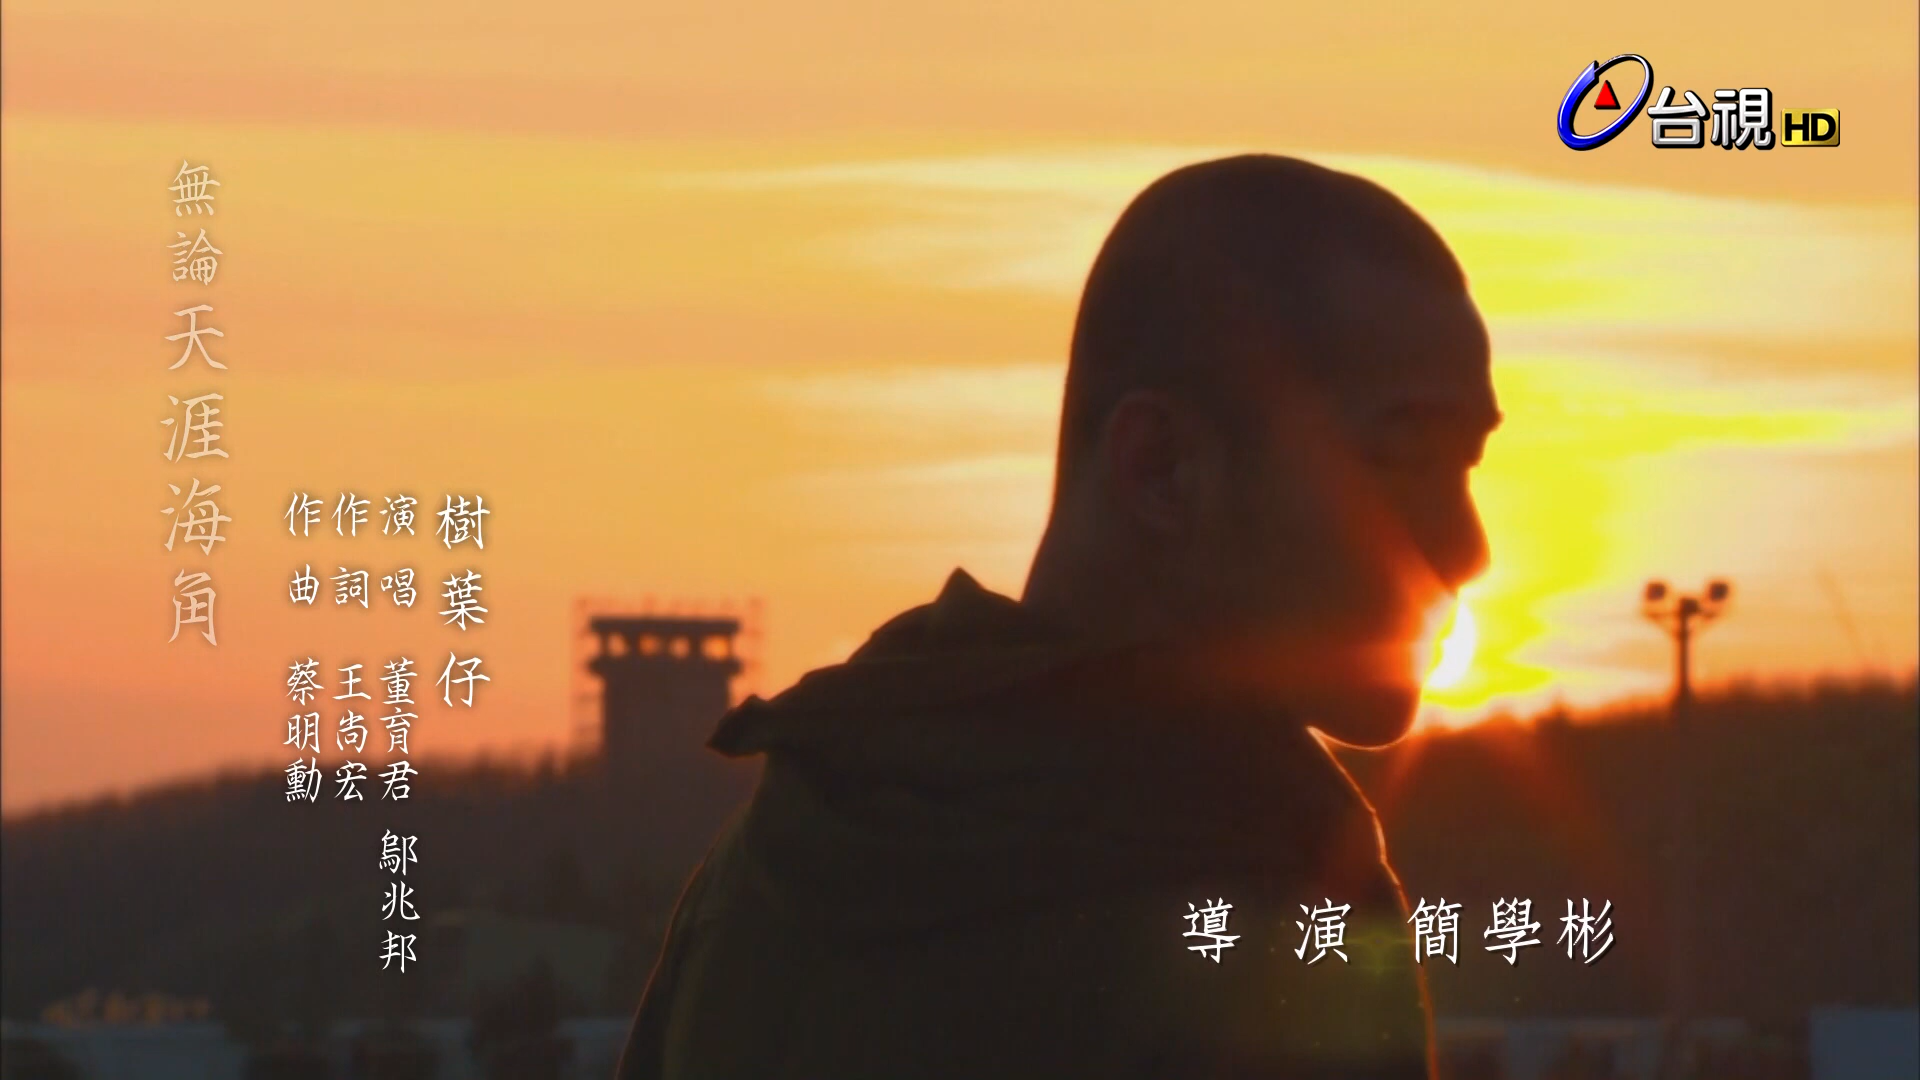 台視HD
無論天涯海角
樹葉仔
演唱 董育君 鄔兆邦
作詞 王尚宏
作曲 蔡明勳
導演 簡學彬